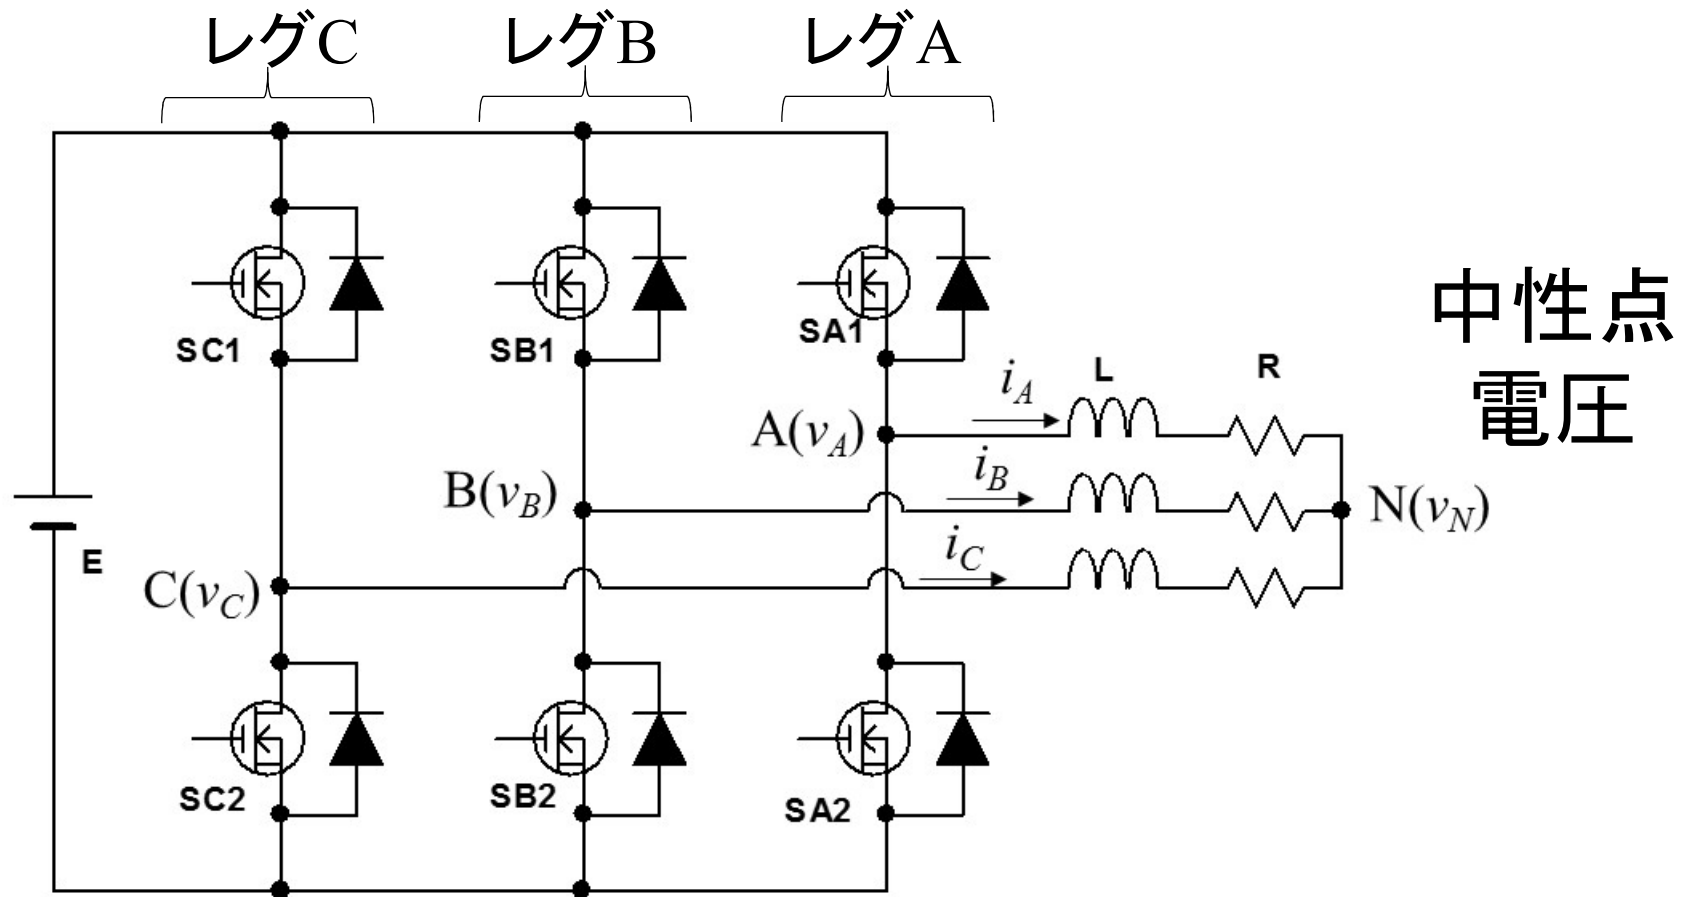 レグC
レグB
レグA
SC1
SB1
SA1
中性点
電圧
L
R
i_A
A(v_A)
i_B
B(v_B)
N(v_N)
i_C
E
C(v_C)
SC2
SB2
SA2